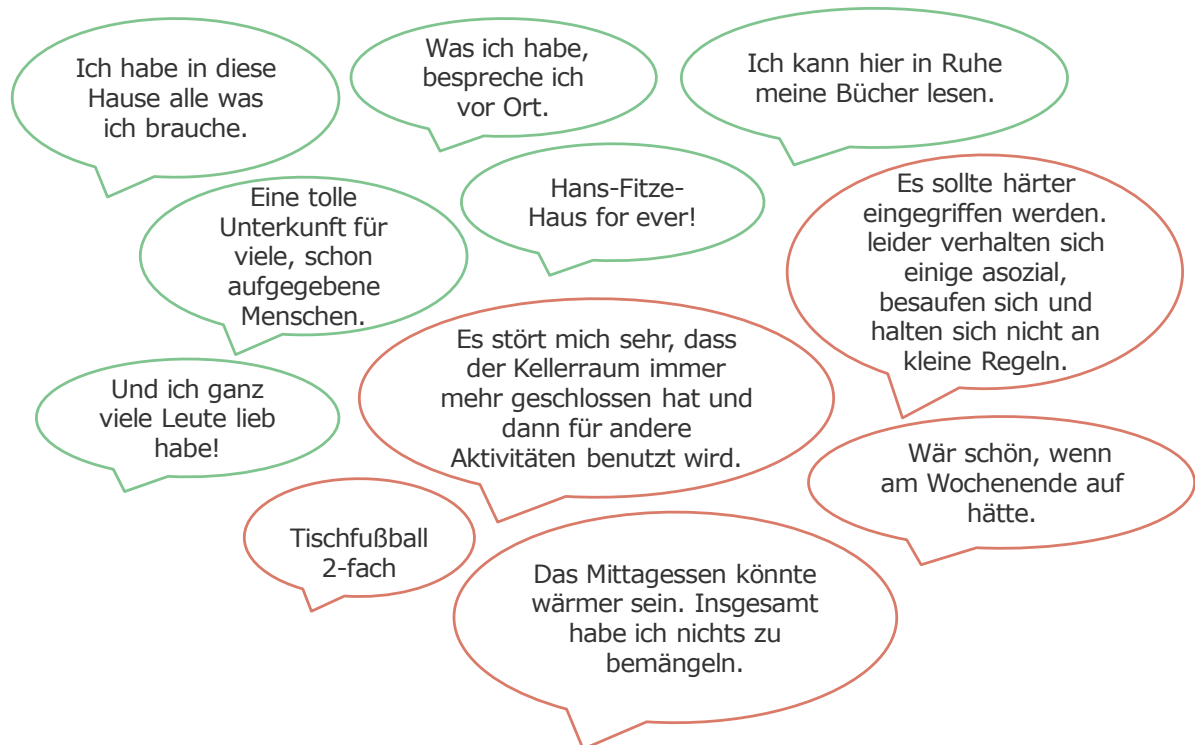 Ich habe in diese
Hause alle was
ich brauche.
Was ich habe,
bespreche ich
vor Ort.
Ich kann hier in Ruhe
meine Bücher lesen.
Eine tolle
Unterkunft für
viele, schon
aufgegebene
Menschen.
Hans-Fitze-
Haus for ever!
Es sollte härter
eingegriffen werden.
leider verhalten sich
einige asozial,
besaufen sich und
halten sich nicht an
kleine Regeln.
Es stört mich sehr, dass
der Kellerraum immer
mehr geschlossen hat und
dann für andere
Aktivitäten benutzt wird.
Und ich ganz
viele Leute lieb
habe!
Wär schön, wenn
am Wochenende auf
hätte.
Tischfußball
2-fach
Das Mittagessen könnte
wärmer sein. Insgesamt
habe ich nichts zu
bemängeln.